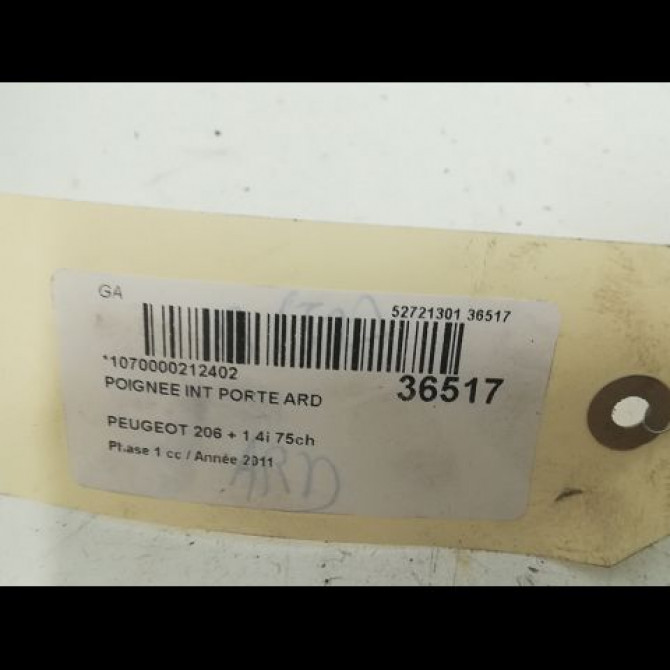 GA
52721301 36517
*1070000212402
36517
POIGNEE INT PORTE ARD
PEUGEOT 206 + 1.4i 75ch
Phase 1 cc / Année 2011
ARD